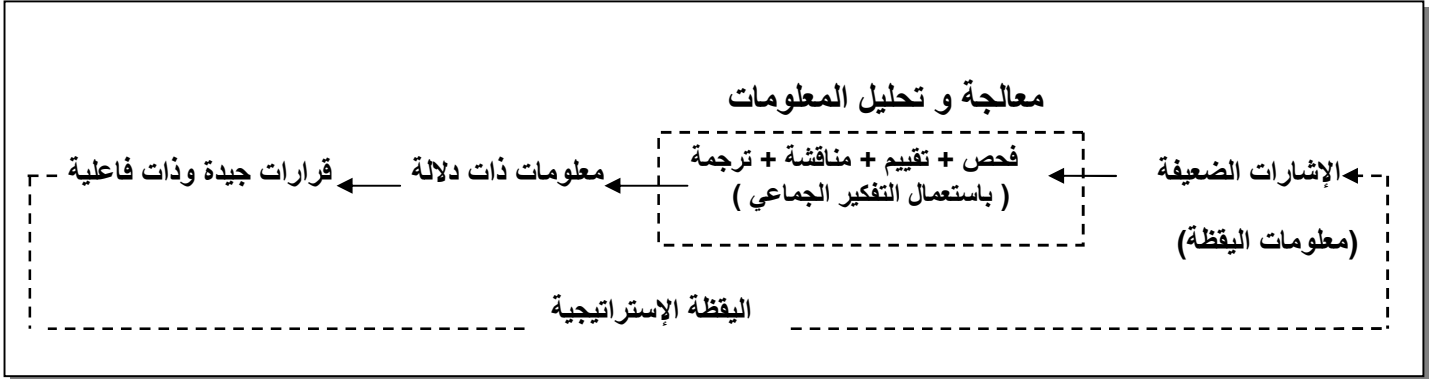 معالجة و تحليل المعلومات
الإشارات الضعيفة
(معلومات اليقظة)
فحص + تقييم + مناقشة + ترجمة
( باستعمال التفكير الجماعي )
معلومات ذات دلالة
قرارات جيدة وذات فاعلية
اليقظة الإستراتيجية